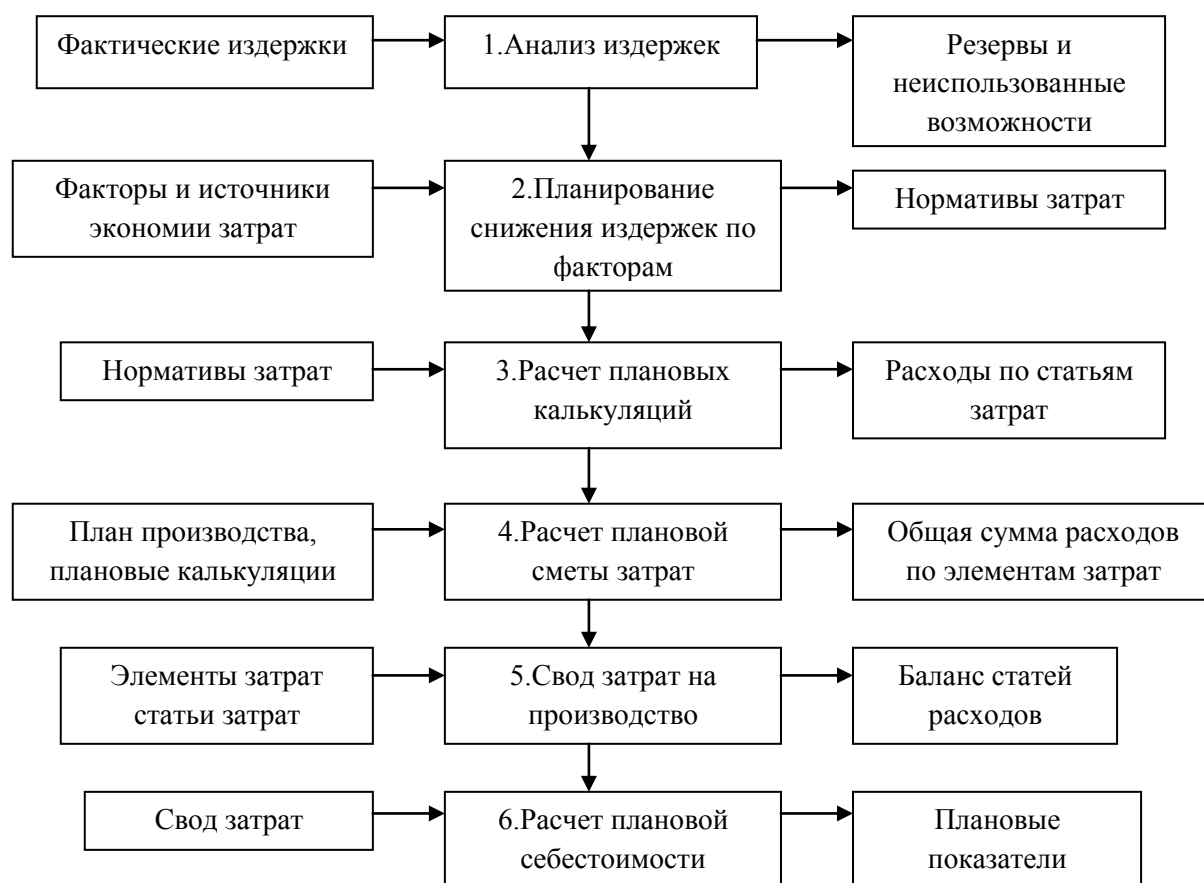 Фактические издержки
1.Анализ издержек
Резервы и
неиспользованные
возможности
Факторы и источники
экономии затрат
2.Планирование
снижения издержек по
факторам
Нормативы затрат
Нормативы затрат
3.Расчет плановых
калькуляций
Расходы по статьям
затрат
План производства,
плановые калькуляции
4.Расчет плановой
сметы затрат
Общая сумма расходов
по элементам затрат
Элементы затрат
статьи затрат
5.Свод затрат на
производство
Баланс статей
расходов
Свод затрат
6.Расчет плановой
себестоимости
Плановые
показатели